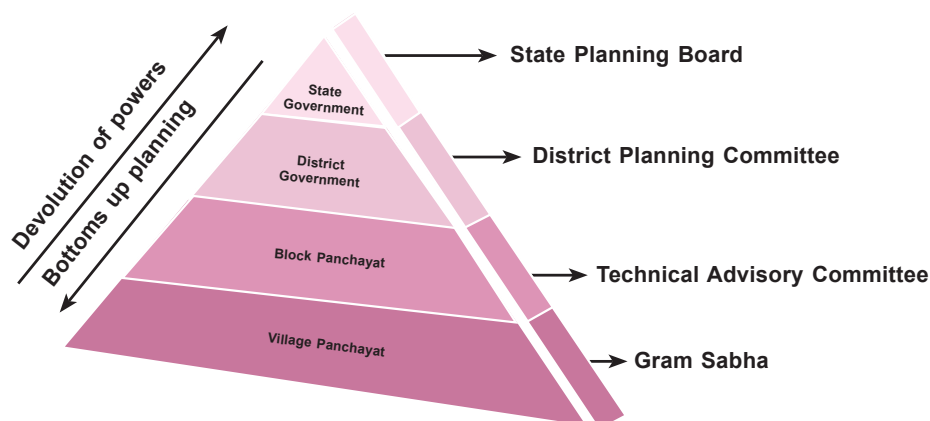 Devolution of powers
Bottoms up planning
State
Government
State Planning Board
District
Government
District Planning Committee
Block Panchayat
Technical Advisory Committee
Village Panchayat
Gram Sabha